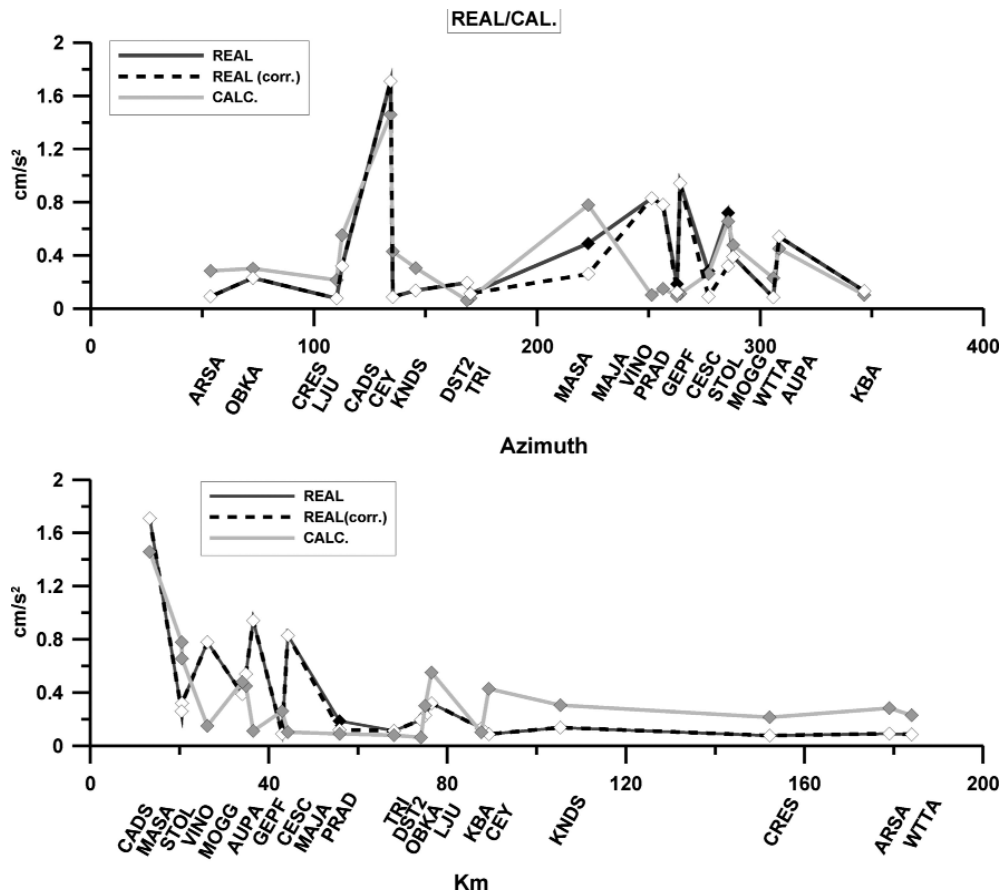 REAL/CAL.
2
1.6
1.2
0.8
0.4
0
cm/s²
REAL
REAL (corr.)
CALC.
0 100 200 300 400
ARSA OBKA CRES LJU CADS CEY KNDS DST2 TRI MASA MAJA VINO PRAD GEPF CESC STOL MOGG WTTA AUPA KBA
Azimuth
2
1.6
1.2
0.8
0.4
0
cm/s²
REAL
REAL(corr.)
CALC.
0 40 80 120 160 200
CADS MASA STOL VINO MOGG AUPA GEPF CESC MAJA PRAD TRI DST2 OBKA LJU KBA CEY KNDS CRES ARSA WTTA
Km